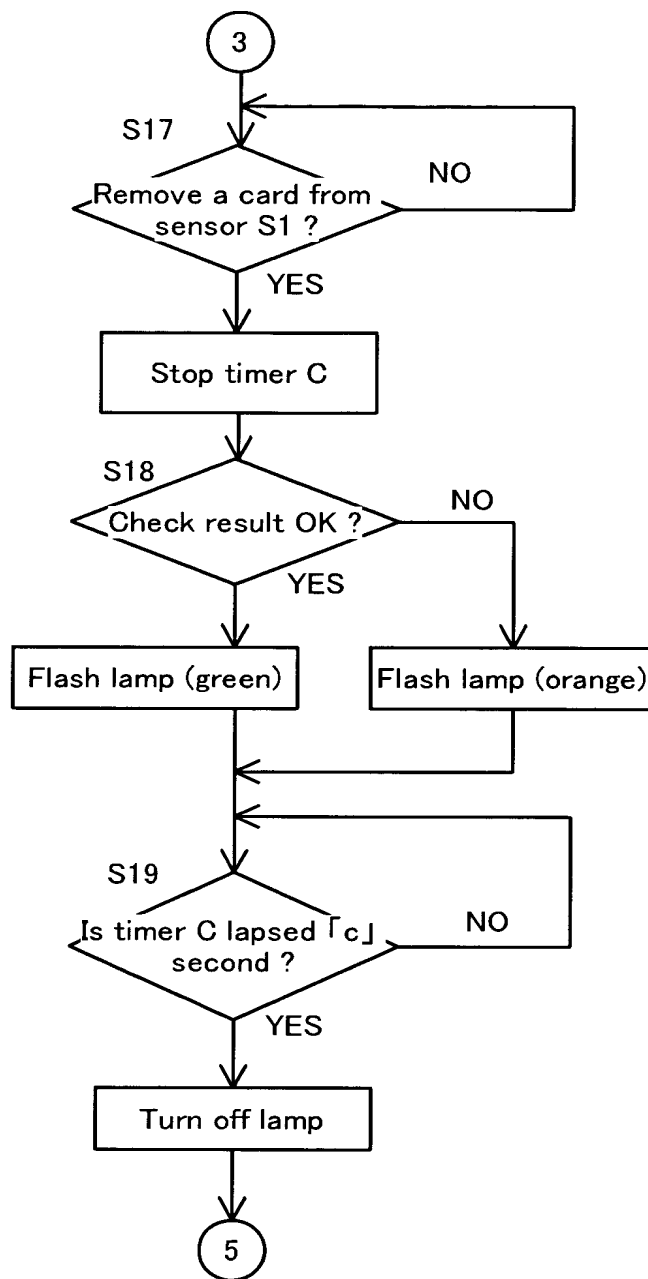 3
S17
NO
Remove a card from
sensor S1 ?
YES
Stop timer C
S18
NO
Check result OK ?
YES
Flash lamp (green)
Flash lamp (orange)
S19
NO
Is timer C lapsed「c」
second ?
YES
Turn off lamp
5